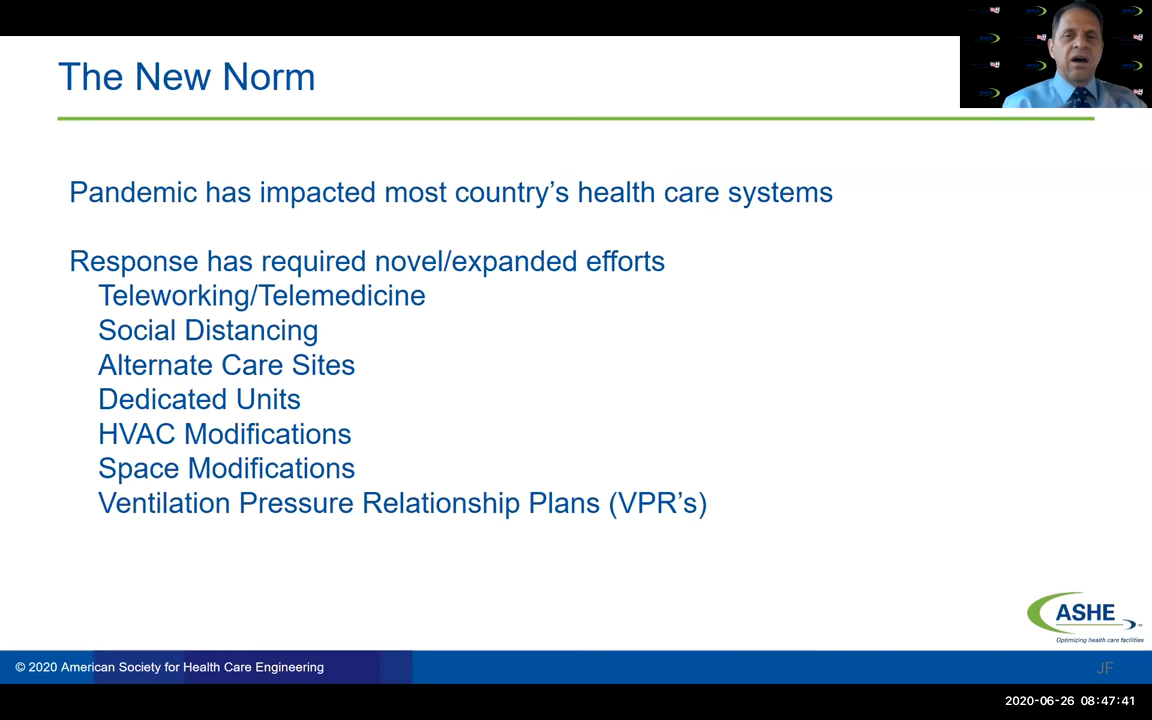 The New Norm
Pandemic has impacted most country’s health care systems
Response has required novel/expanded efforts
Teleworking/Telemedicine
Social Distancing
Alternate Care Sites
Dedicated Units
HVAC Modifications
Space Modifications
Ventilation Pressure Relationship Plans (VPR’s)
ASHE
Optimizing health care facilities
© 2020 American Society for Health Care Engineering
JF
2020-06-26 08:47:41